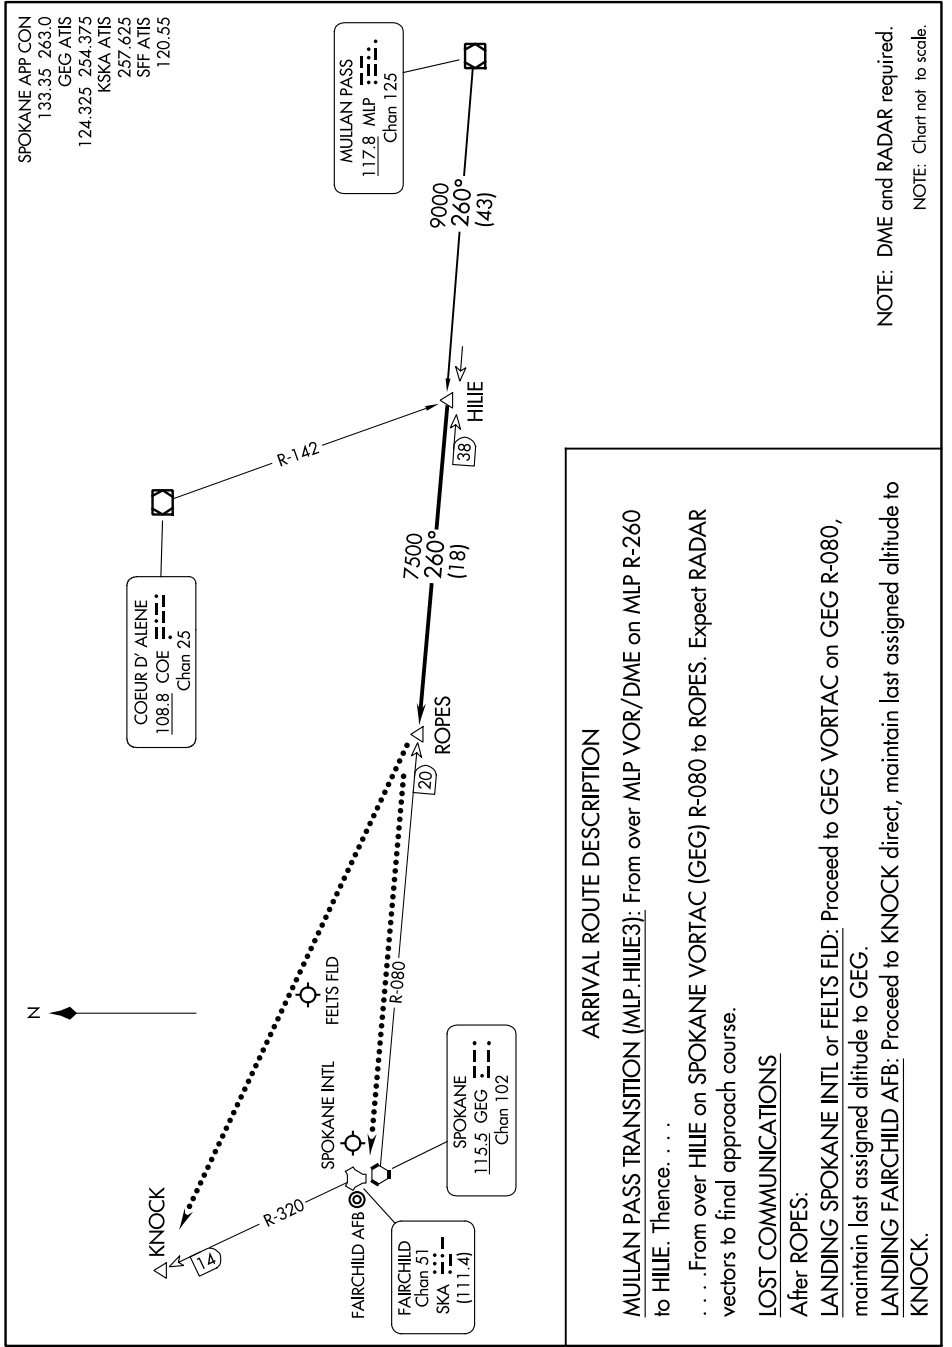 SPOKANE APP CON
133.35 263.0
GEG ATIS
124.325 254.375
KSKA ATIS
257.625
SFF ATIS
120.55
MULLAN PASS
117.8 MLP
Chan 125
9000
260°
(43)
COEUR D' ALENE
108.8 COE
Chan 25
R-142
HILIE
38
7500
260°
(18)
ROPES
20
N
FELTS FLD
R-080
SPOKANE INTL
SPOKANE
115.5 GEG
Chan 102
KNOCK
14
R-320
FAIRCHILD AFB
FAIRCHILD
Chan 51
SKA
(111.4)
NOTE: DME and RADAR required.
NOTE: Chart not to scale.
ARRIVAL ROUTE DESCRIPTION
MULLAN PASS TRANSITION (MLP.HILIE3): From over MLP VOR/DME on MLP R-260
to HILIE. Thence. . . .
. . . .From over HILIE on SPOKANE VORTAC (GEG) R-080 to ROPES. Expect RADAR
vectors to final approach course.
LOST COMMUNICATIONS
After ROPES:
LANDING SPOKANE INTL or FELTS FLD: Proceed to GEG VORTAC on GEG R-080,
maintain last assigned altitude to GEG.
LANDING FAIRCHILD AFB: Proceed to KNOCK direct, maintain last assigned altitude to
KNOCK.